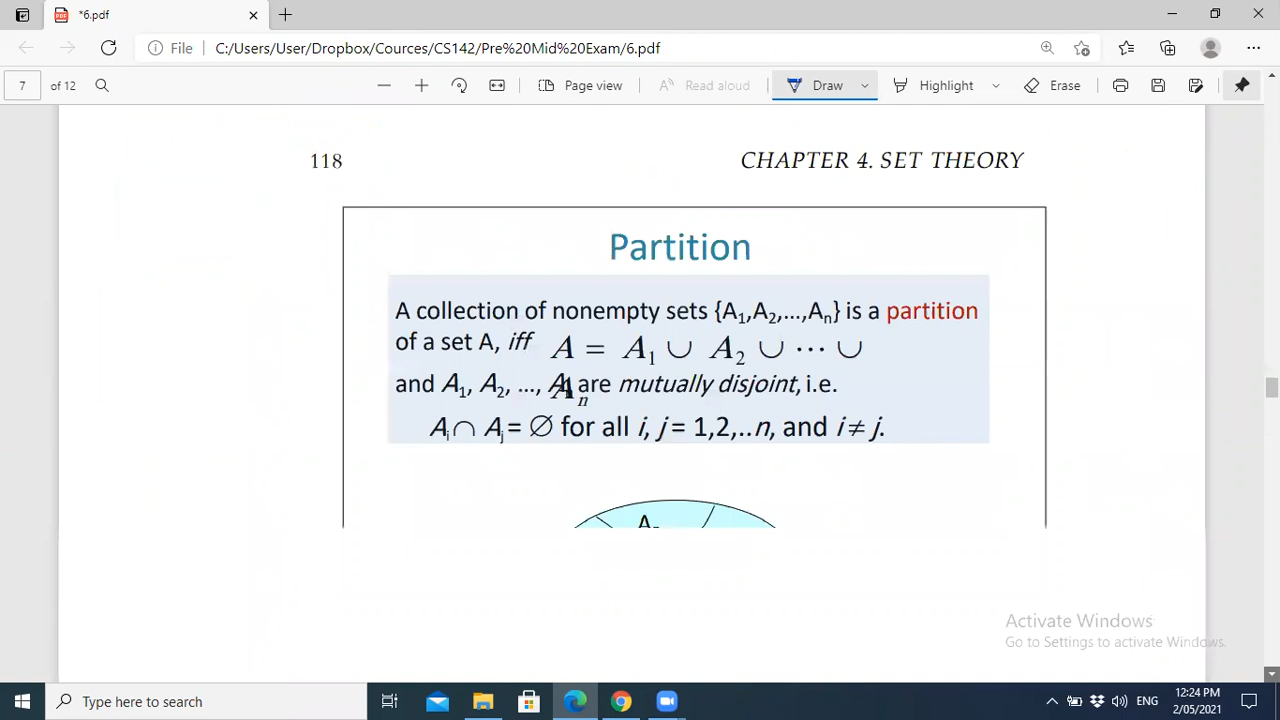 *6.pdf
File C:/Users/User/Dropbox/Cources/CS142/Pre%20Mid%20Exam/6.pdf
7 of 12 Page view Read aloud Draw Highlight Erase
118 CHAPTER 4. SET THEORY
Partition
A collection of nonempty sets {A₁,A₂,...,Aₙ} is a partition
of a set A, iff A = A₁ ∪ A₂ ∪ ⋯ ∪ Aₙ
and A₁, A₂, ..., Aₙ are mutually disjoint, i.e.
Aᵢ ∩ Aⱼ = ∅ for all i, j = 1,2,..n, and i ≠ j.
Activate Windows
Go to Settings to activate Windows.
Type here to search
ENG
12:24 PM
2/05/2021